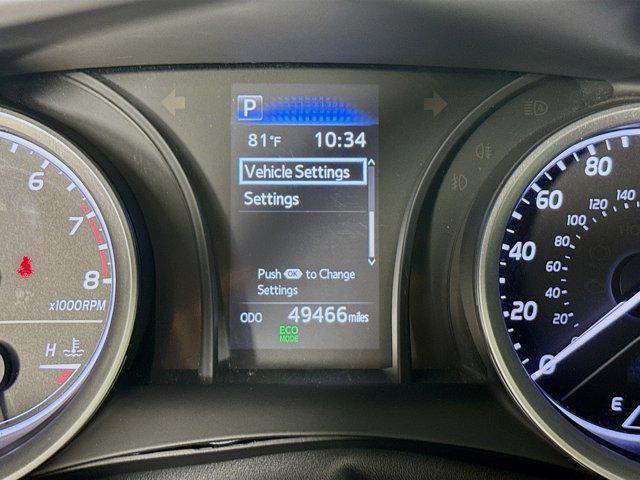 P
81°F 10:34
Vehicle Settings
Settings
Push OK to Change
Settings
ODO 49466 miles
ECO
MODE
6
7
8
x1000RPM
H
80
60
40
20
0
140
120
100
80
60
40
20
E